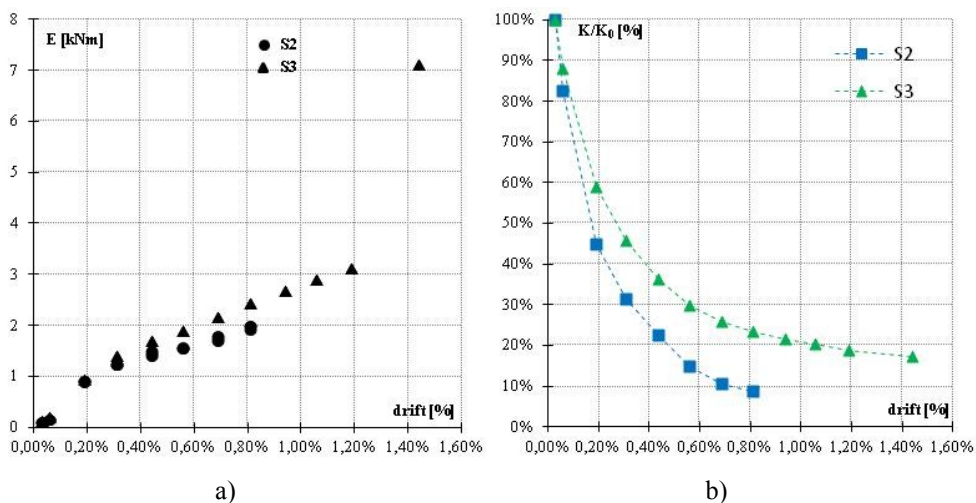 8
E [kNm]
S2
S3
7
6
5
4
3
2
1
0
drift [%]
0,00% 0,20% 0,40% 0,60% 0,80% 1,00% 1,20% 1,40% 1,60%
a)
100%
K/K0 [%]
S2
S3
90%
80%
70%
60%
50%
40%
30%
20%
10%
0%
drift [%]
0,00% 0,20% 0,40% 0,60% 0,80% 1,00% 1,20% 1,40% 1,60%
b)